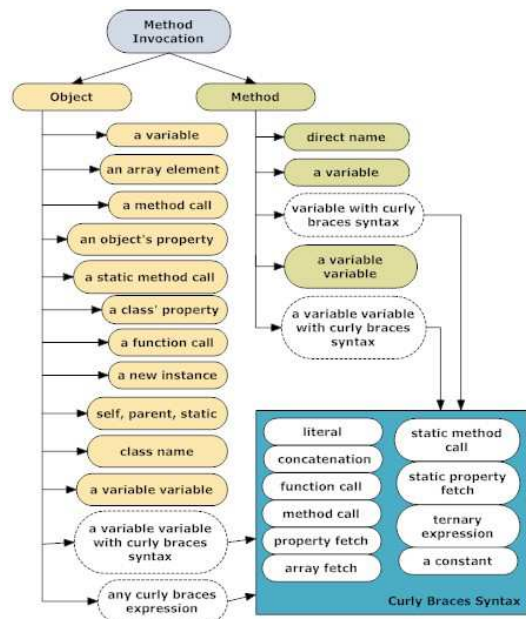 Method
Invocation
Object
Method
a variable
an array element
a method call
an object's property
a static method call
a class' property
a function call
a new instance
self, parent, static
class name
a variable variable
a variable variable
with curly braces
syntax
any curly braces
expression
direct name
a variable
variable with curly
braces syntax
a variable
variable
a variable variable
with curly braces
syntax
literal
concatenation
function call
method call
property fetch
array fetch
static method
call
static property
fetch
ternary
expression
a constant
Curly Braces Syntax